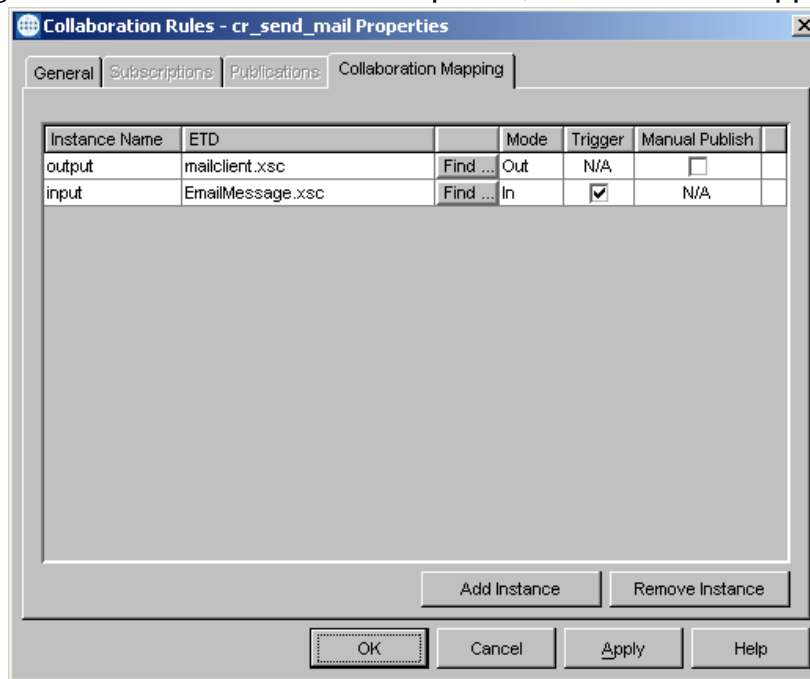 Collaboration Rules - cr_send_mail Properties
General Subscriptions Publications Collaboration Mapping
Instance Name ETD Mode Trigger Manual Publish
output mailclient.xsc Find ... Out N/A
input EmailMessage.xsc Find ... In N/A
Add Instance Remove Instance
OK Cancel Apply Help